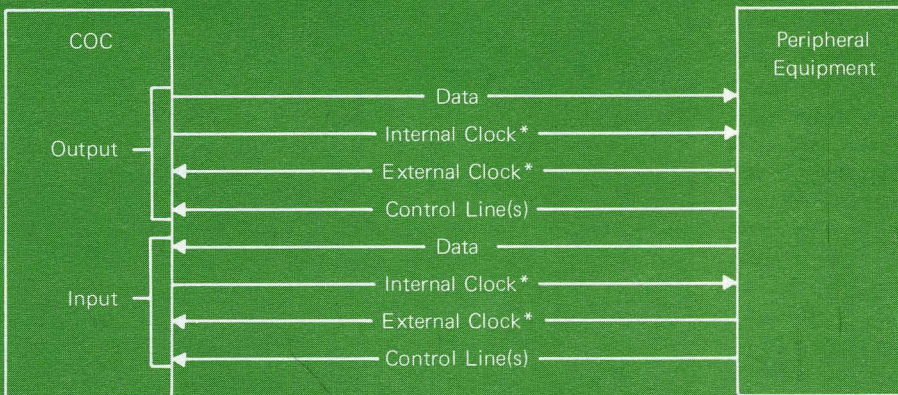 COC
Peripheral
Equipment
Output
Data
Internal Clock*
External Clock*
Control Line(s)
Input
Data
Internal Clock*
External Clock*
Control Line(s)